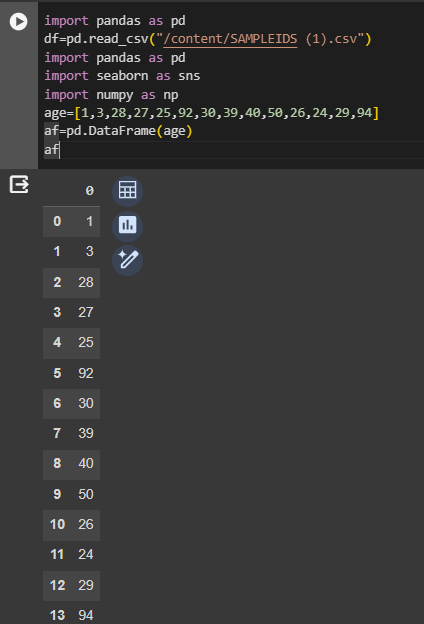 import pandas as pd
df=pd.read_csv("/content/SAMPLEIDS (1).csv")
import pandas as pd
import seaborn as sns
import numpy as np
age=[1,3,28,27,25,92,30,39,40,50,26,24,29,94]
af=pd.DataFrame(age)
af
0
0 1
1 3
2 28
3 27
4 25
5 92
6 30
7 39
8 40
9 50
10 26
11 24
12 29
13 94